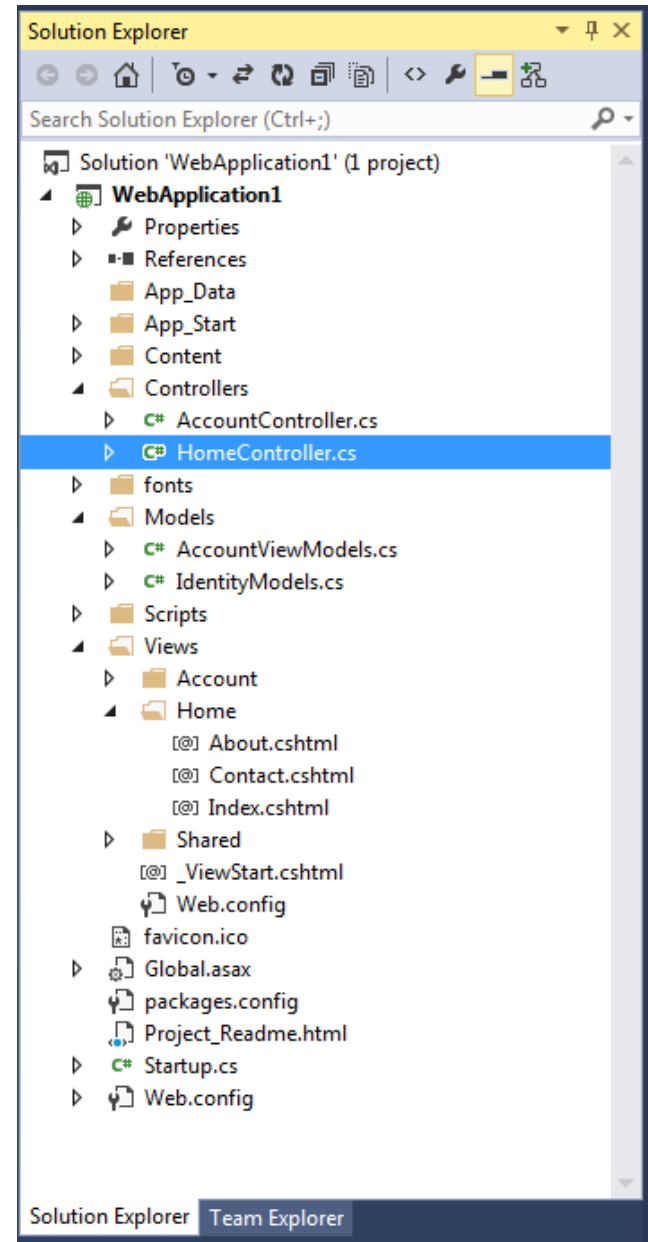 Solution Explorer
Search Solution Explorer (Ctrl+;)
Solution 'WebApplication1' (1 project)
WebApplication1
Properties
References
App_Data
App_Start
Content
Controllers
C# AccountController.cs
C# HomeController.cs
fonts
Models
C# AccountViewModels.cs
C# IdentityModels.cs
Scripts
Views
Account
Home
[@] About.cshtml
[@] Contact.cshtml
[@] Index.cshtml
Shared
[@] _ViewStart.cshtml
Web.config
favicon.ico
Global.asax
packages.config
Project_Readme.html
C# Startup.cs
Web.config
Solution Explorer Team Explorer